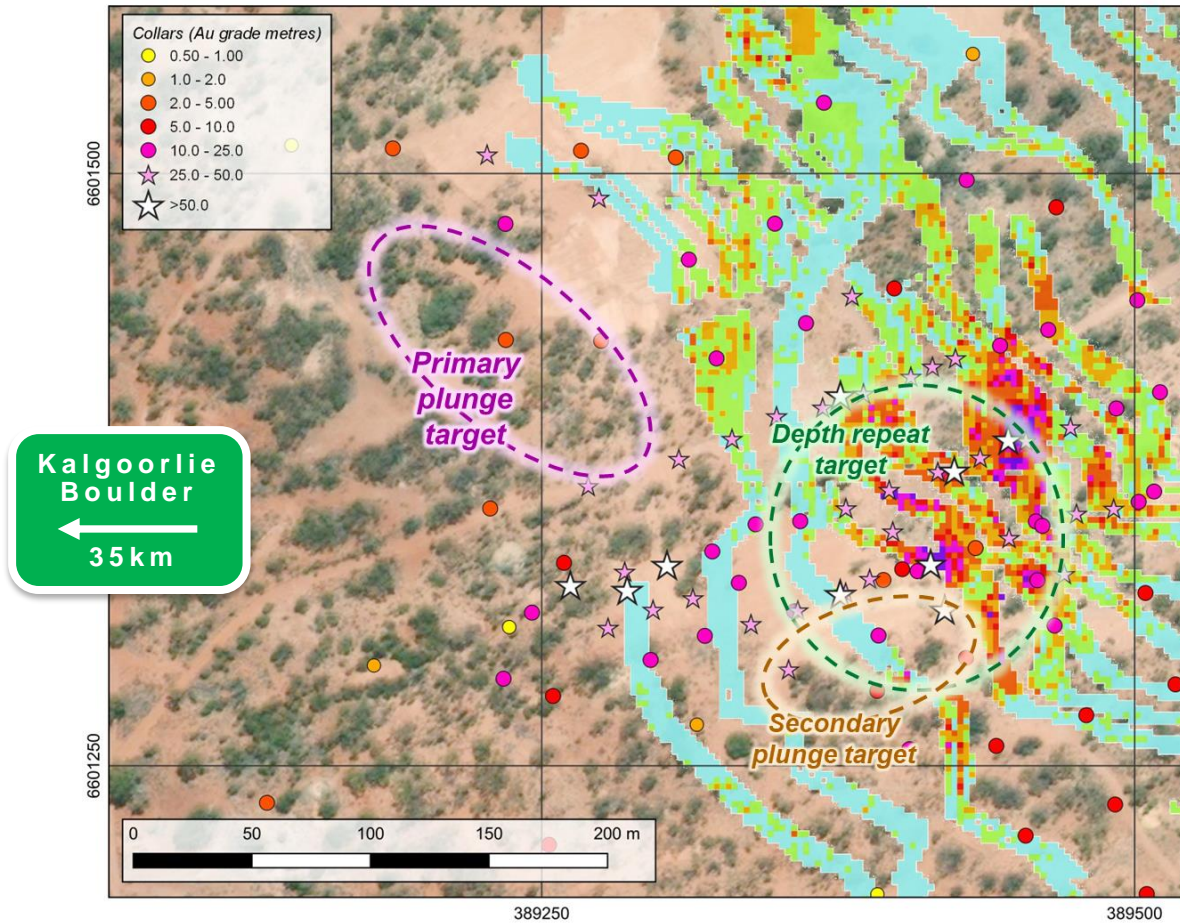 Collars (Au grade metres)
0.50 - 1.00
1.0 - 2.0
2.0 - 5.00
5.0 - 10.0
10.0 - 25.0
25.0 - 50.0
>50.0
6601500
Primary
plunge
target
Depth repeat
target
Kalgoorlie
Boulder
35km
Secondary
plunge target
6601250
0 50 100 150 200 m
389250 389500